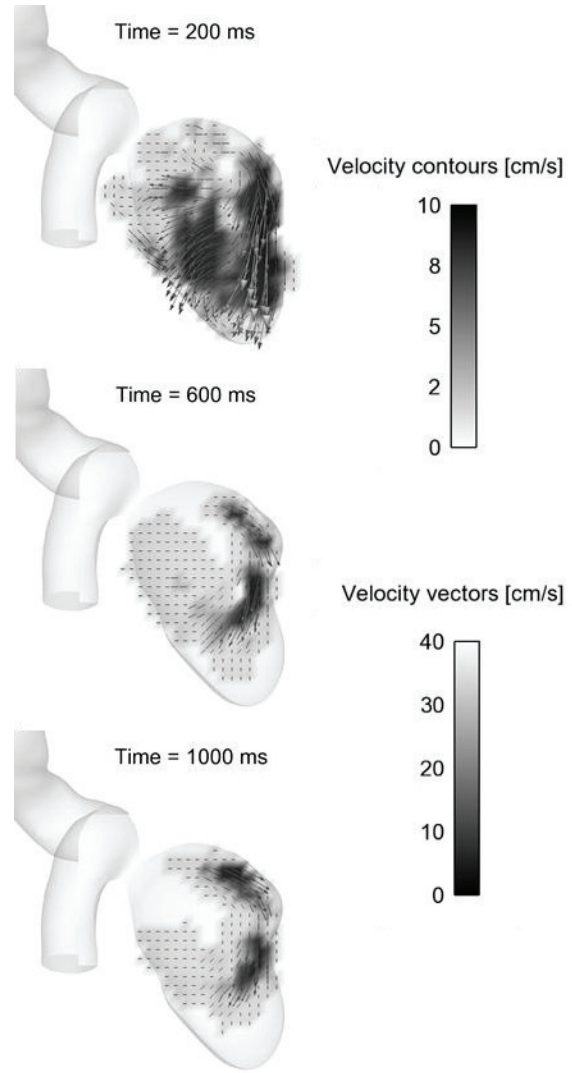 Time = 200 ms
Velocity contours [cm/s]
10
8
5
2
0
Time = 600 ms
Velocity vectors [cm/s]
40
30
20
10
0
Time = 1000 ms